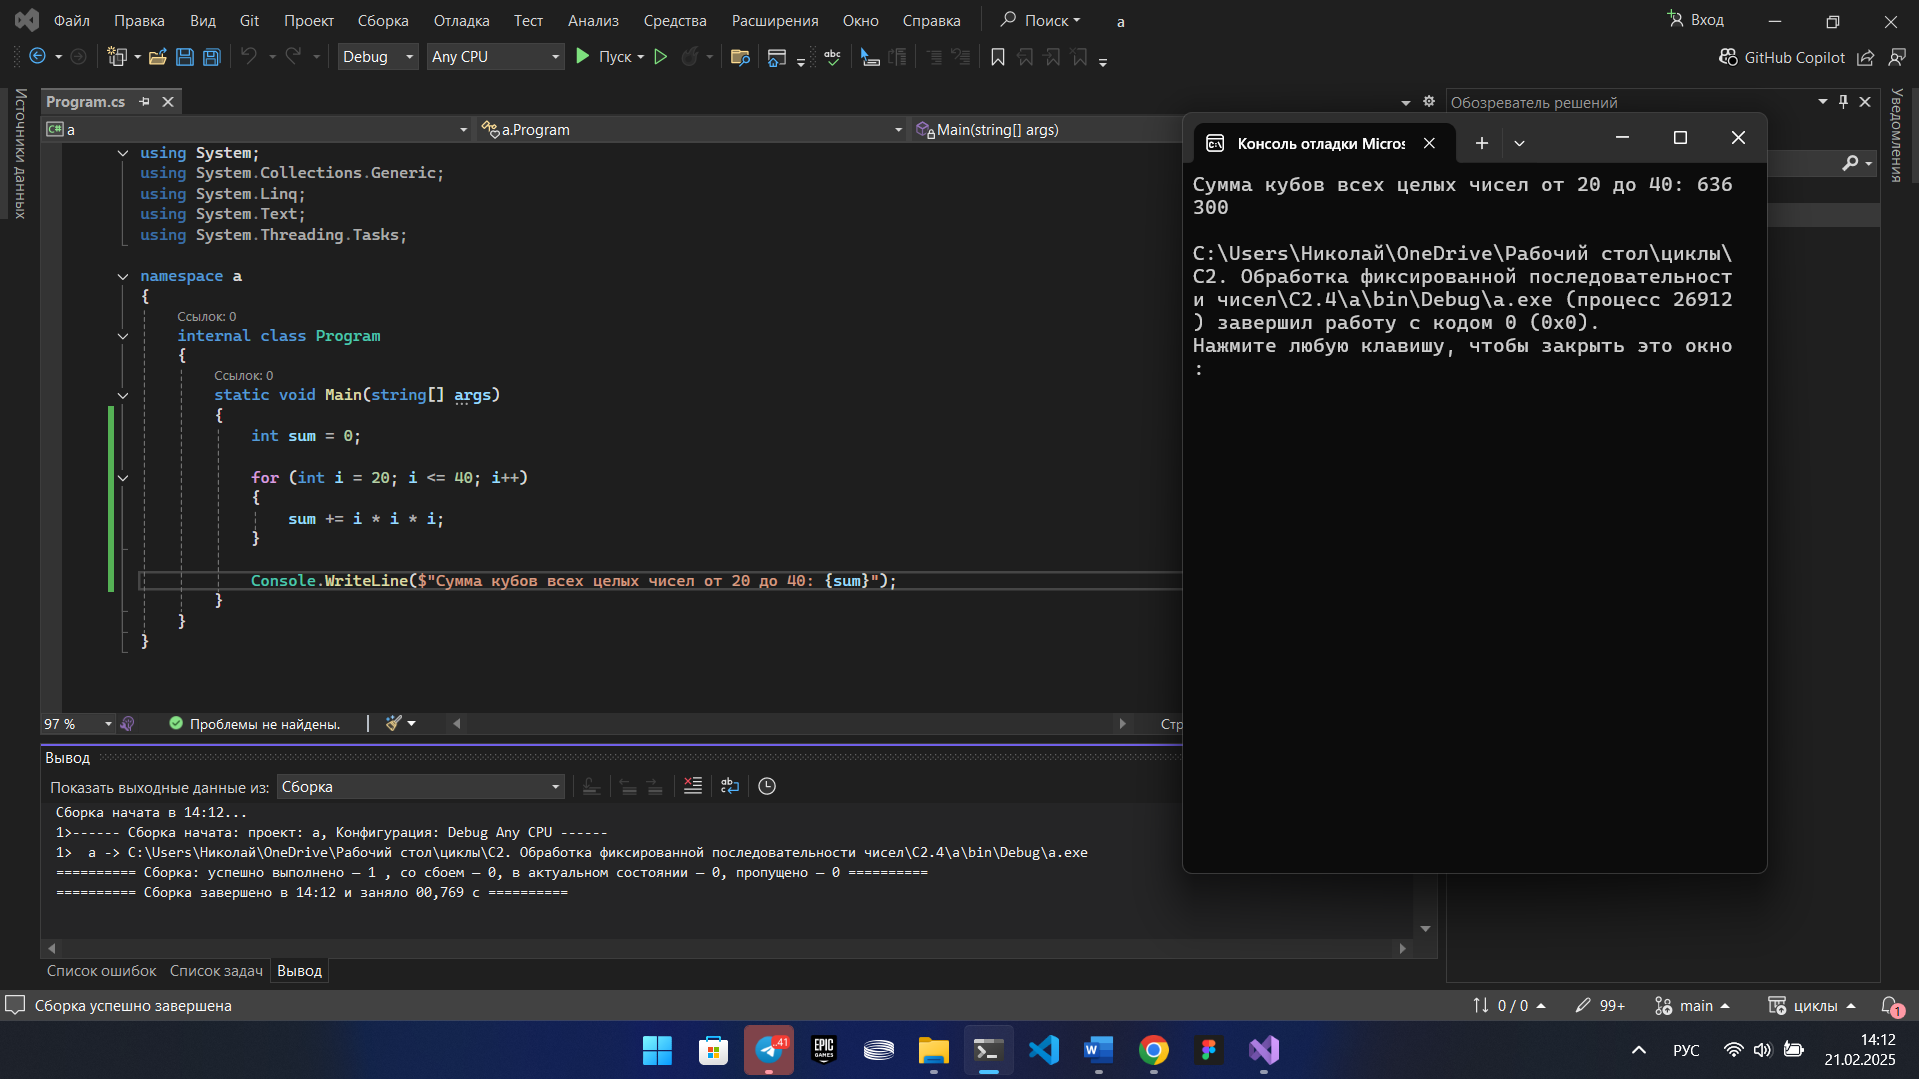 Файл Правка Вид Git Проект Сборка Отладка Тест Анализ Средства Расширения Окно Справка Поиск a Вход
Debug Any CPU Пуск GitHub Copilot
Источники данных
Program.cs
a a.Program Main(string[] args)
using System;
using System.Collections.Generic;
using System.Linq;
using System.Text;
using System.Threading.Tasks;
namespace a
{
Ссылок: 0
internal class Program
{
Ссылок: 0
static void Main(string[] args)
{
int sum = 0;
for (int i = 20; i <= 40; i++)
{
sum += i * i * i;
}
Console.WriteLine($"Сумма кубов всех целых чисел от 20 до 40: {sum}");
}
}
}
97 % Проблемы не найдены. Стр
Обозреватель решений
Уведомления
Консоль отладки Micros
Сумма кубов всех целых чисел от 20 до 40: 636
300
C:\Users\Николай\OneDrive\Рабочий стол\циклы\
C2. Обработка фиксированной последовательност
и чисел\C2.4\a\bin\Debug\a.exe (процесс 26912
) завершил работу с кодом 0 (0x0).
Нажмите любую клавишу, чтобы закрыть это окно
:
Вывод
Показать выходные данные из: Сборка
Сборка начата в 14:12...
1>------ Сборка начата: проект: a, Конфигурация: Debug Any CPU ------
1>  a -> C:\Users\Николай\OneDrive\Рабочий стол\циклы\C2. Обработка фиксированной последовательности чисел\C2.4\a\bin\Debug\a.exe
========== Сборка: успешно выполнено — 1 , со сбоем — 0, в актуальном состоянии — 0, пропущено — 0 ==========
========== Сборка завершено в 14:12 и заняло 00,769 с ==========
Список ошибок Список задач Вывод
Сборка успешно завершена 0 / 0 99+ main циклы 1
..41 EPIC GAMES РУС 14:12
21.02.2025